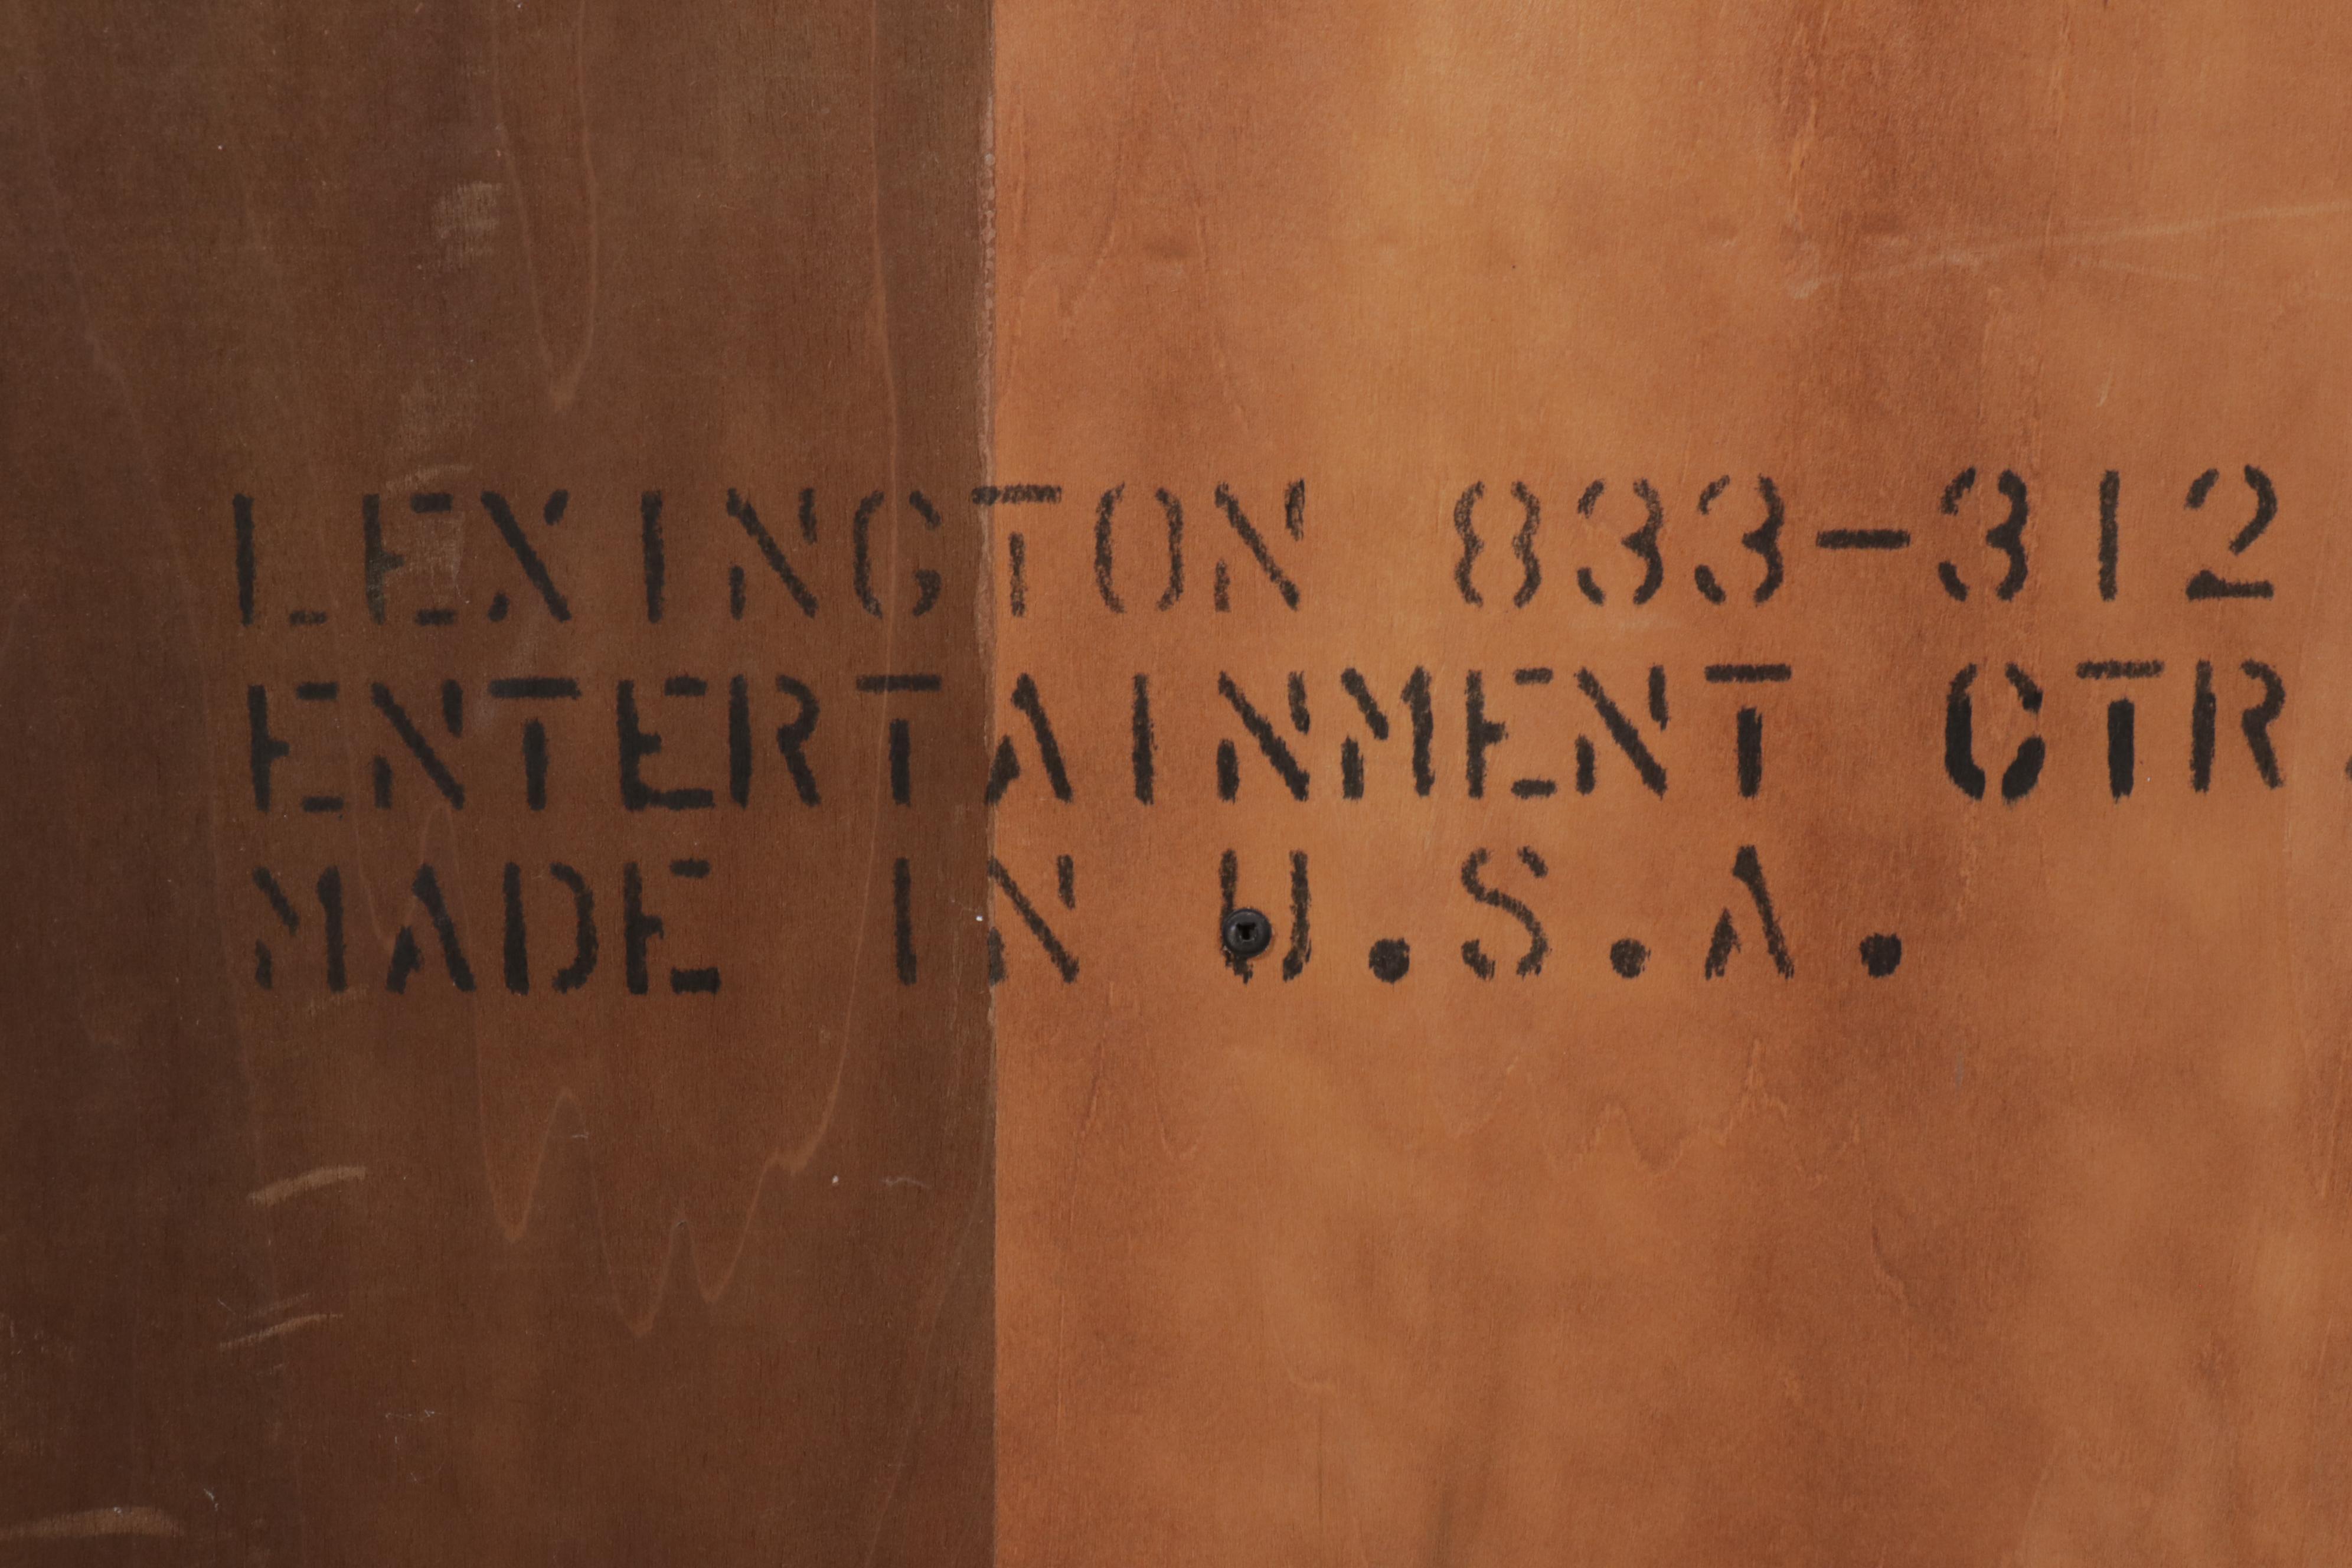 LEXINGTON 833-312
ENTERTAINMENT CTR.
MADE IN U.S.A.